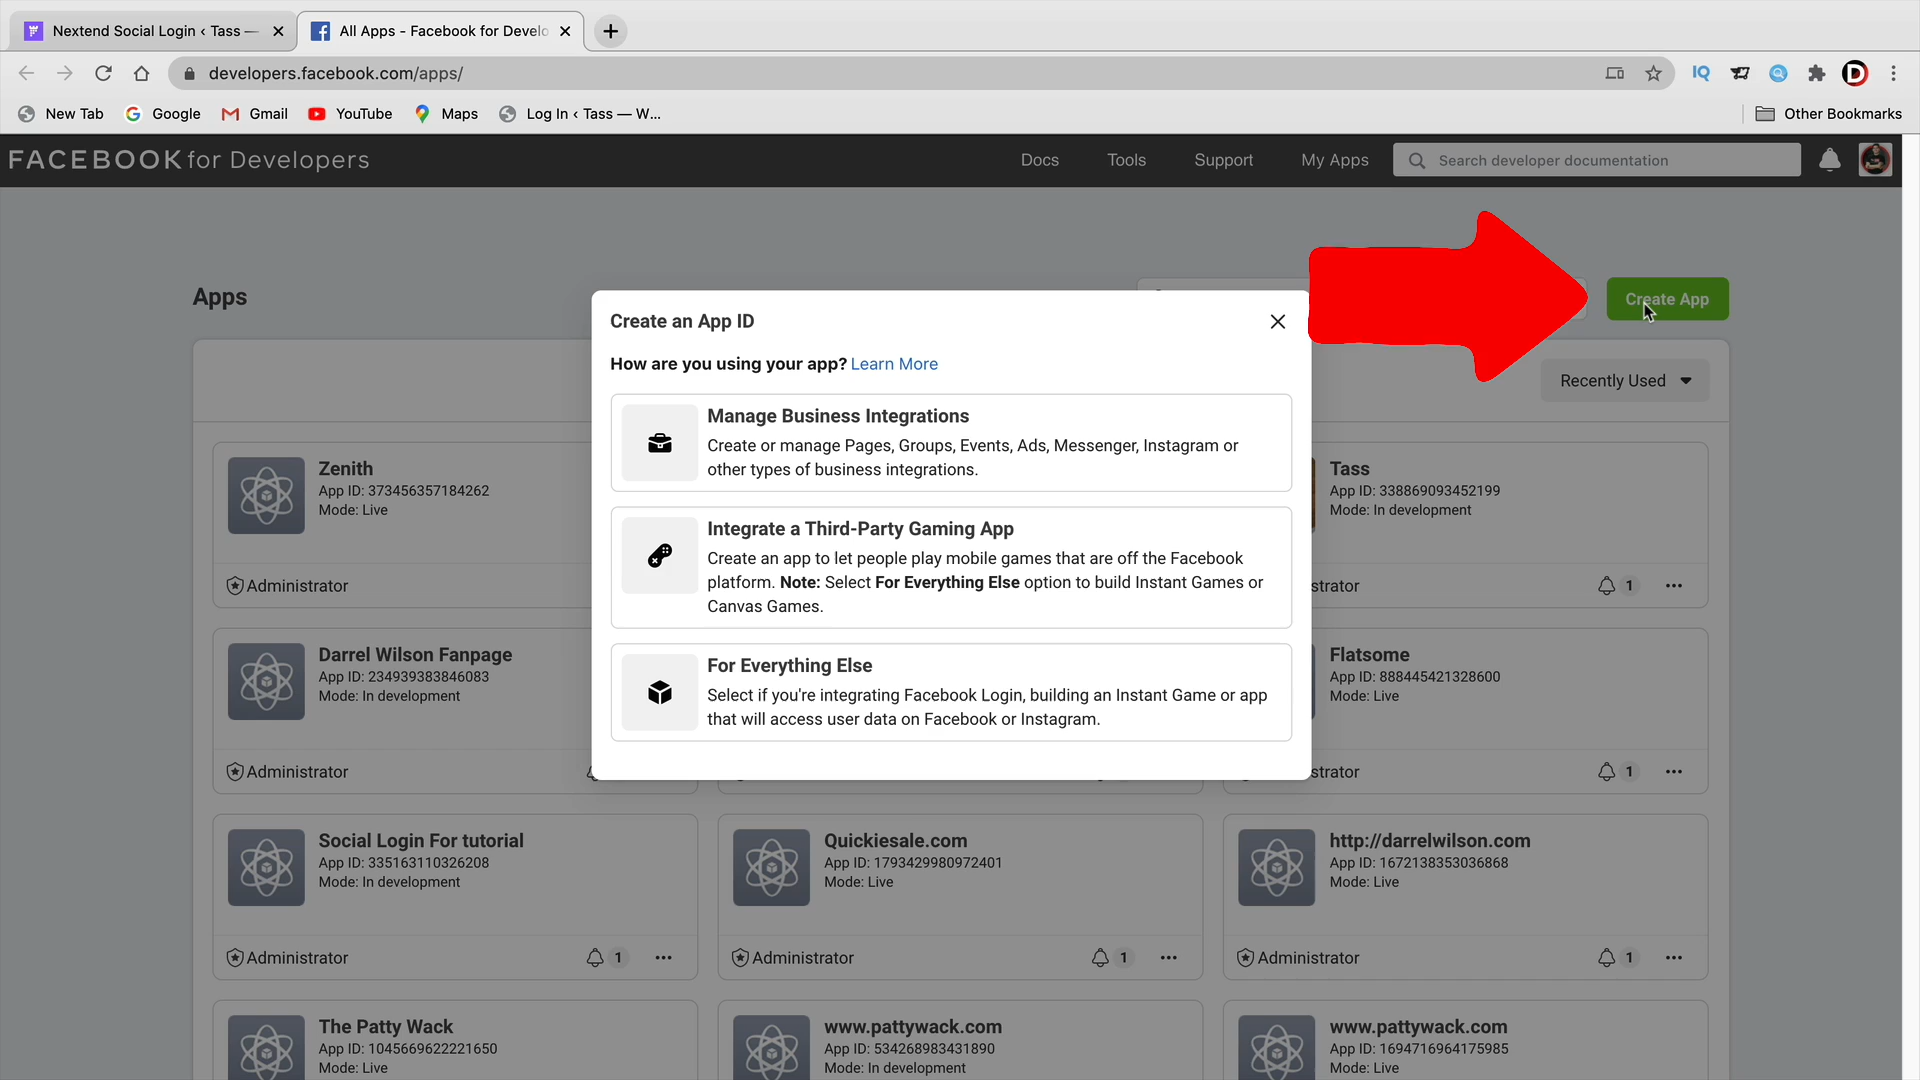 Nextend Social Login ‹ Tass —
All Apps - Facebook for Develo
developers.facebook.com/apps/
IQ
D
New Tab
Google
Gmail
YouTube
Maps
Log In ‹ Tass — W...
Other Bookmarks
FACEBOOK for Developers
Docs
Tools
Support
My Apps
Search developer documentation
Apps
Create App
Recently Used
Create an App ID
How are you using your app? Learn More
Manage Business Integrations
Create or manage Pages, Groups, Events, Ads, Messenger, Instagram or
other types of business integrations.
Integrate a Third-Party Gaming App
Create an app to let people play mobile games that are off the Facebook
platform. Note: Select For Everything Else option to build Instant Games or
Canvas Games.
For Everything Else
Select if you're integrating Facebook Login, building an Instant Game or app
that will access user data on Facebook or Instagram.
Zenith
App ID: 373456357184262
Mode: Live
Administrator
Tass
App ID: 338869093452199
Mode: In development
strator
1
Darrel Wilson Fanpage
App ID: 234939383846083
Mode: In development
Administrator
Flatsome
App ID: 888445421328600
Mode: Live
strator
1
Social Login For tutorial
App ID: 335163110326208
Mode: In development
Administrator
1
Quickiesale.com
App ID: 1793429980972401
Mode: Live
Administrator
1
http://darrelwilson.com
App ID: 1672138353036868
Mode: Live
Administrator
1
The Patty Wack
App ID: 1045669622221650
Mode: Live
www.pattywack.com
App ID: 534268983431890
Mode: In development
www.pattywack.com
App ID: 1694716964175985
Mode: Live